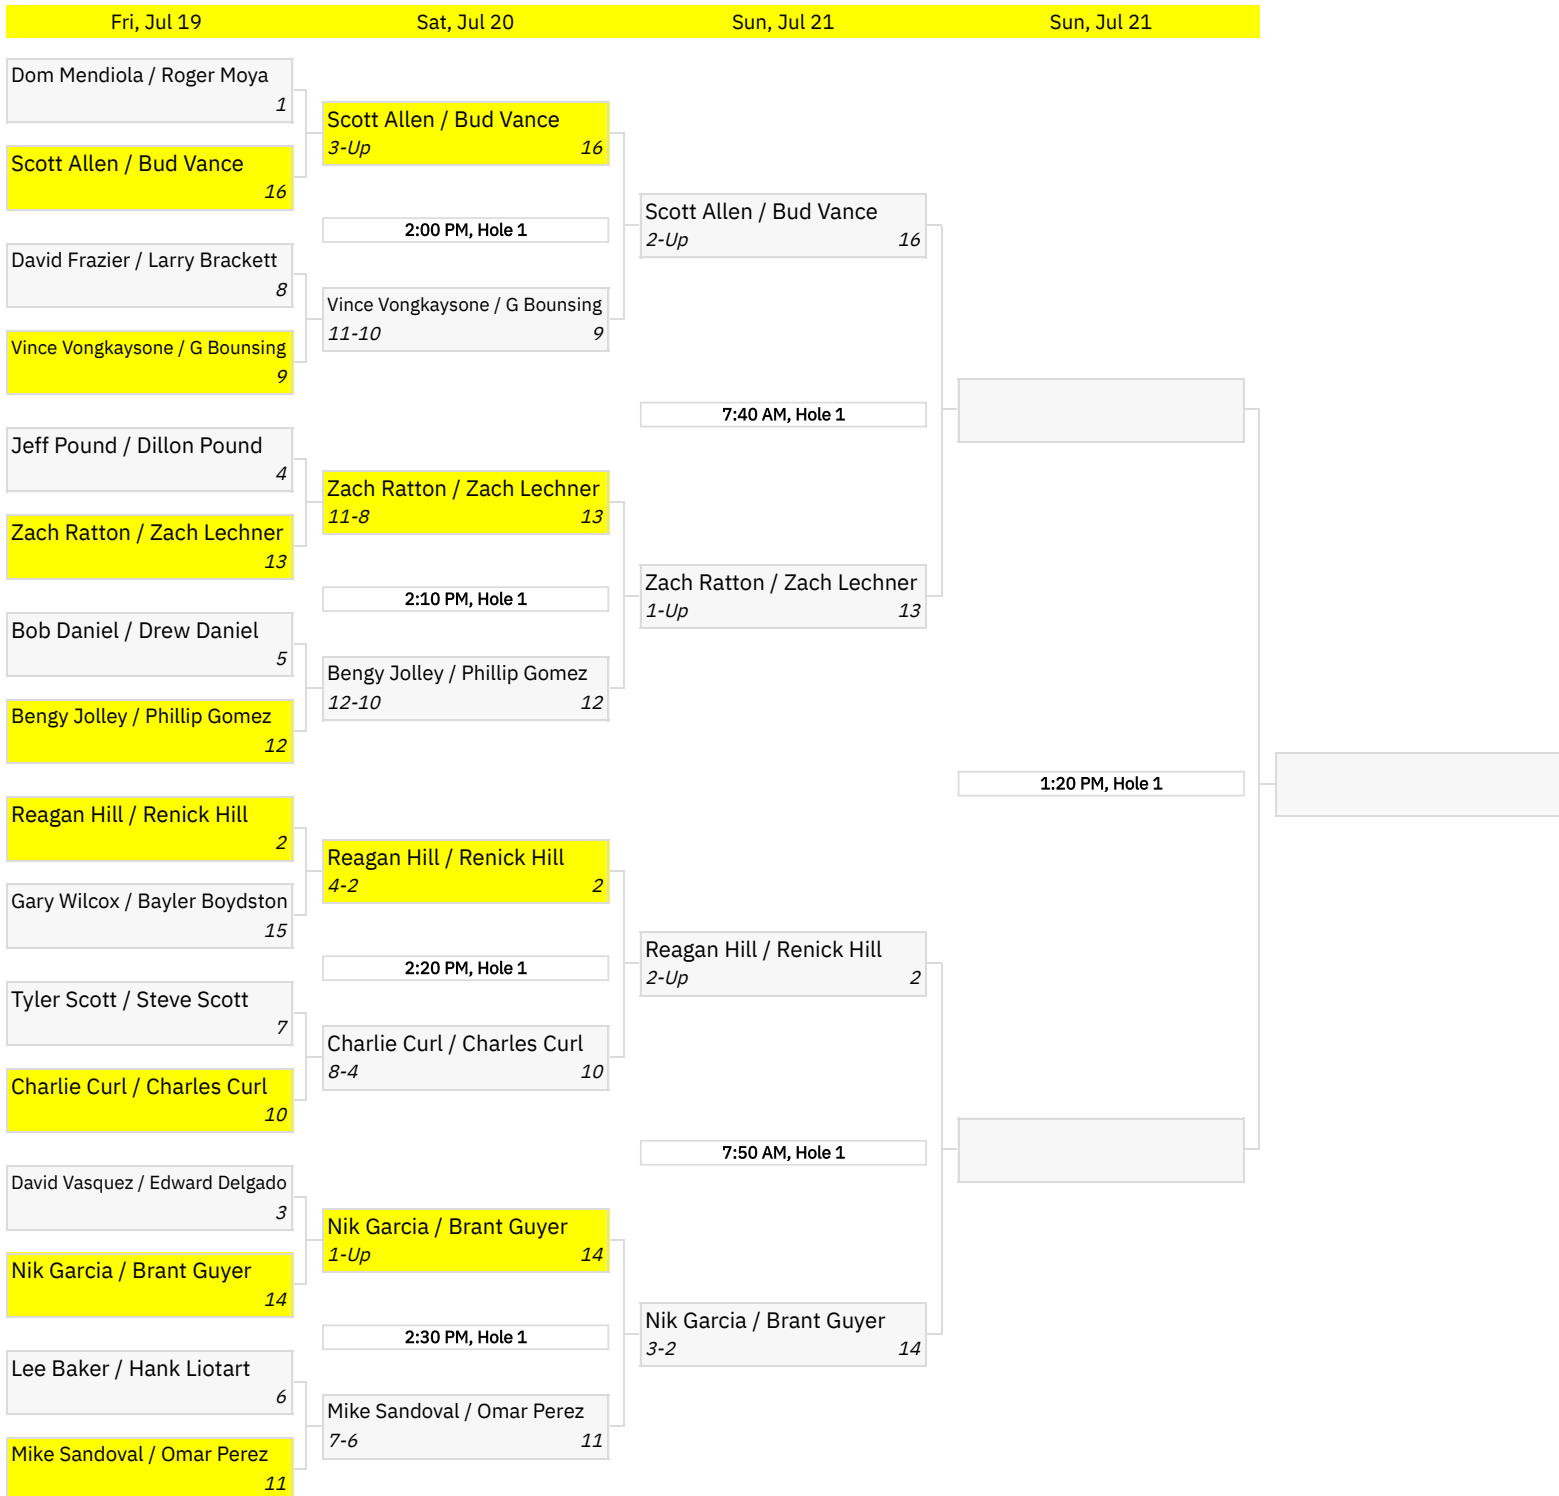 Fri, Jul 19
Sat, Jul 20
Sun, Jul 21
Sun, Jul 21
Dom Mendiola / Roger Moya
1
Scott Allen / Bud Vance
16
David Frazier / Larry Brackett
8
Vince Vongkaysone / G Bounsing
9
Jeff Pound / Dillon Pound
4
Zach Ratton / Zach Lechner
13
Bob Daniel / Drew Daniel
5
Bengy Jolley / Phillip Gomez
12
Reagan Hill / Renick Hill
2
Gary Wilcox / Bayler Boydston
15
Tyler Scott / Steve Scott
7
Charlie Curl / Charles Curl
10
David Vasquez / Edward Delgado
3
Nik Garcia / Brant Guyer
14
Lee Baker / Hank Liotart
6
Mike Sandoval / Omar Perez
11
Scott Allen / Bud Vance
3-Up 16
2:00 PM, Hole 1
Vince Vongkaysone / G Bounsing
11-10 9
Zach Ratton / Zach Lechner
11-8 13
2:10 PM, Hole 1
Bengy Jolley / Phillip Gomez
12-10 12
Reagan Hill / Renick Hill
4-2 2
2:20 PM, Hole 1
Charlie Curl / Charles Curl
8-4 10
Nik Garcia / Brant Guyer
1-Up 14
2:30 PM, Hole 1
Mike Sandoval / Omar Perez
7-6 11
Scott Allen / Bud Vance
2-Up 16
7:40 AM, Hole 1
Zach Ratton / Zach Lechner
1-Up 13
Reagan Hill / Renick Hill
2-Up 2
7:50 AM, Hole 1
Nik Garcia / Brant Guyer
3-2 14
1:20 PM, Hole 1